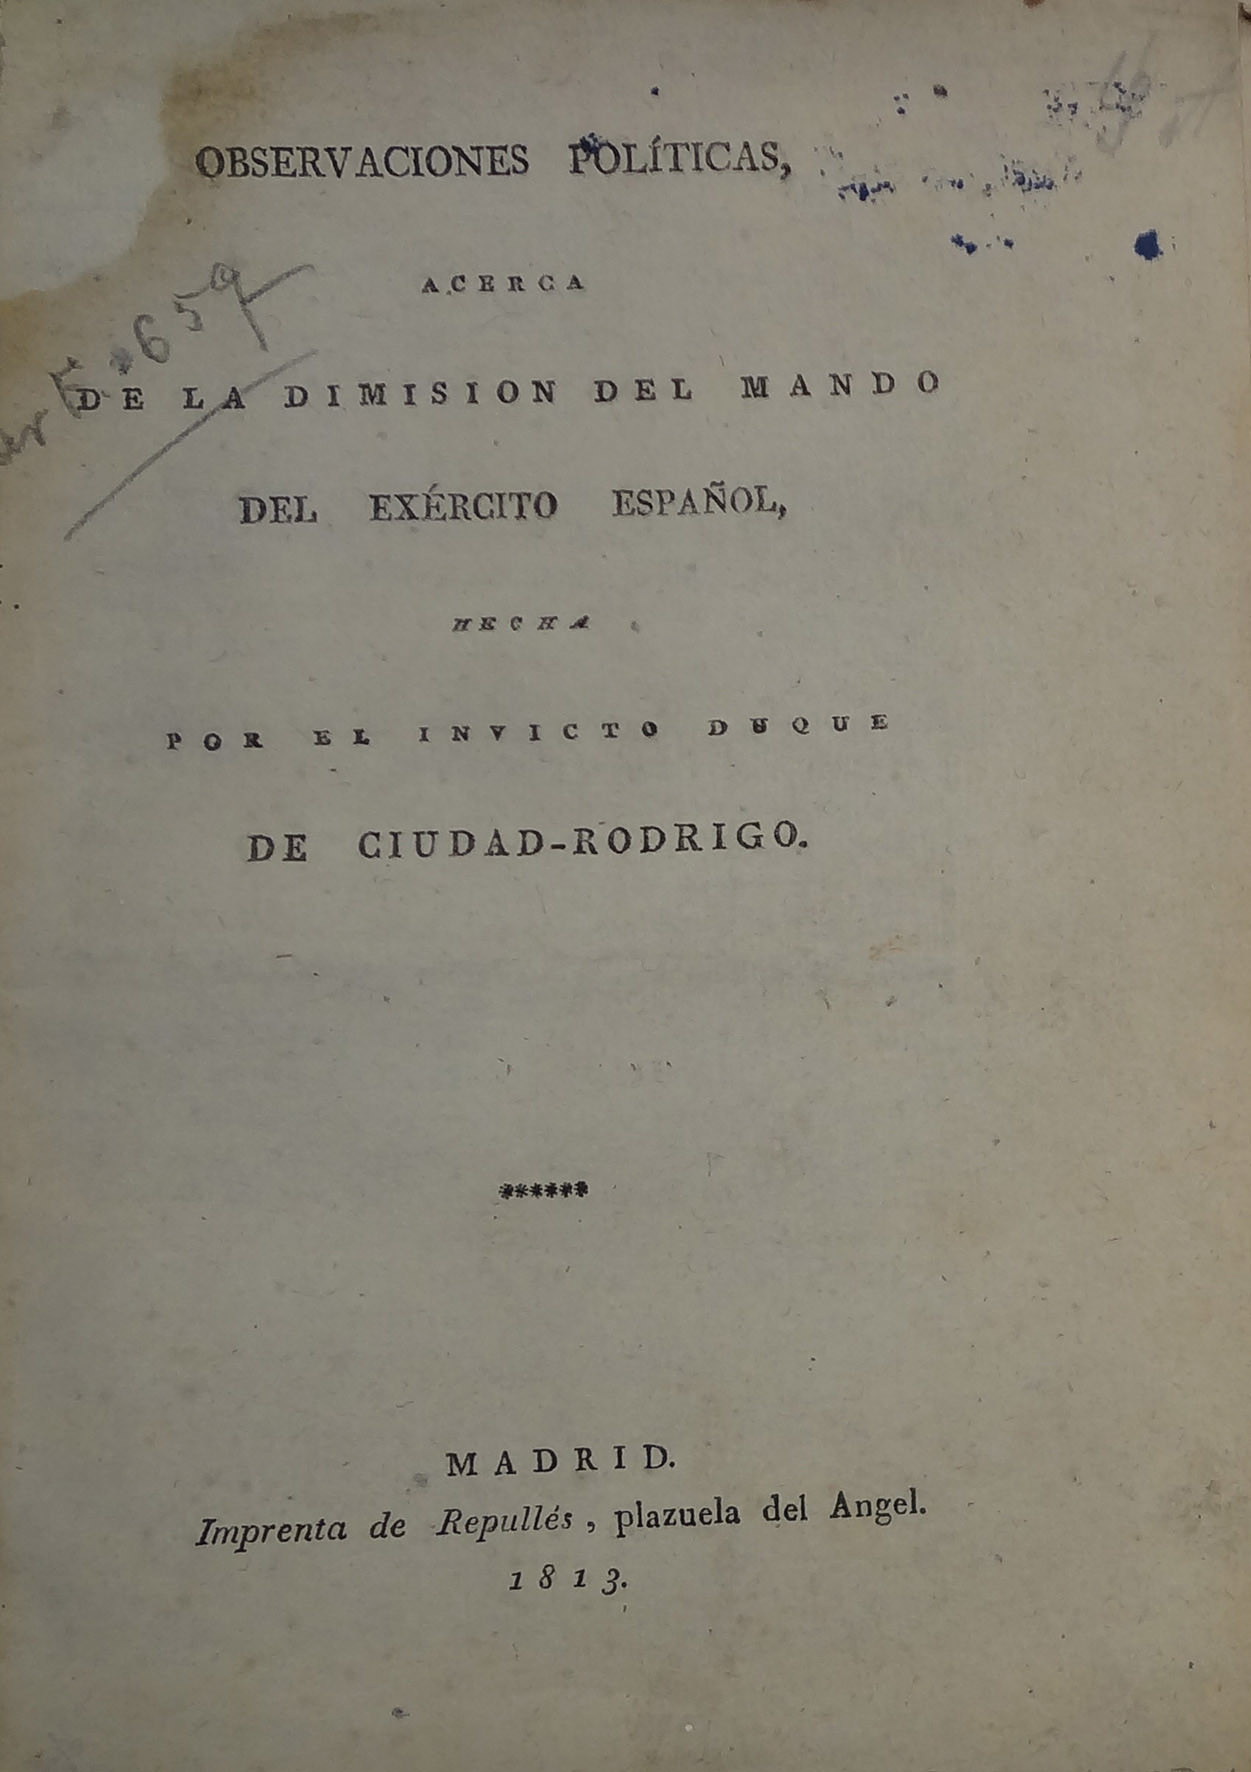 OBSERVACIONES POLÍTICAS,
ACERCA
DE LA DIMISION DEL MANDO
DEL EXÉRCITO ESPAÑOL,
HECHA
POR EL INVICTO DUQUE
DE CIUDAD-RODRIGO.
******
MADRID.
Imprenta de Repullés, plazuela del Angel.
1813.